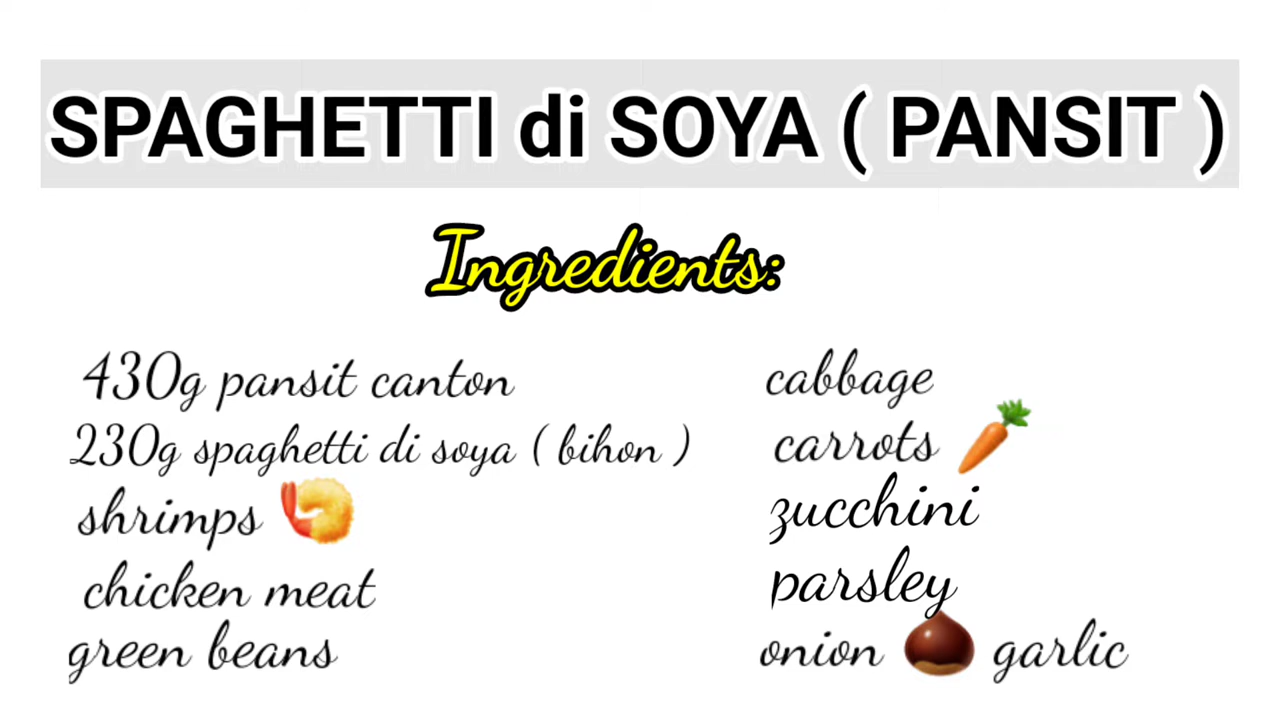 SPAGHETTI di SOYA ( PANSIT )
Ingredients:
430g pansit canton
230g spaghetti di soya ( bihon )
shrimps
chicken meat
green beans
cabbage
carrots
zucchini
parsley
onion garlic